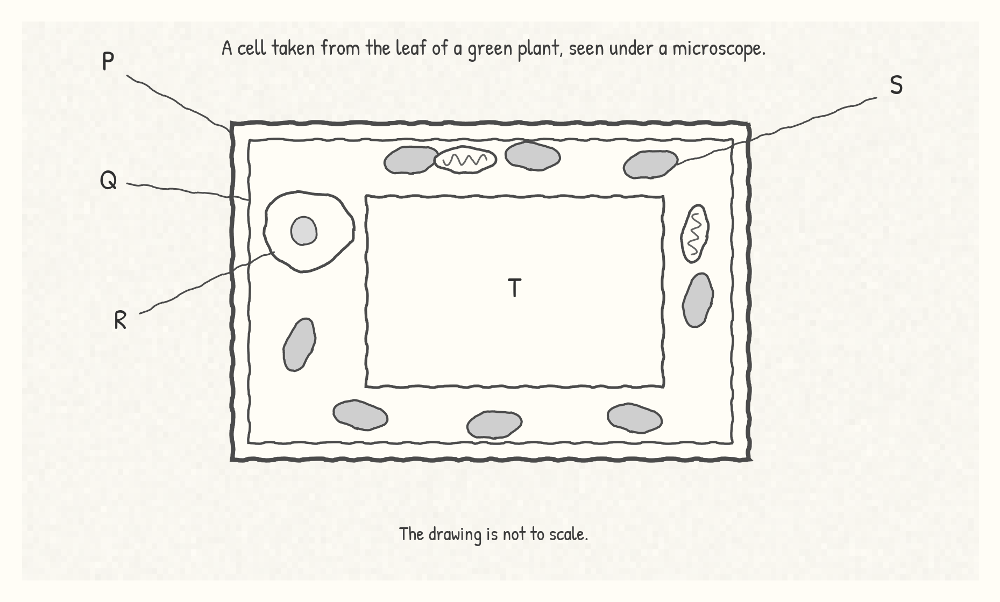 A cell taken from the leaf of a green plant, seen under a microscope.
P
S
Q
T
R
The drawing is not to scale.